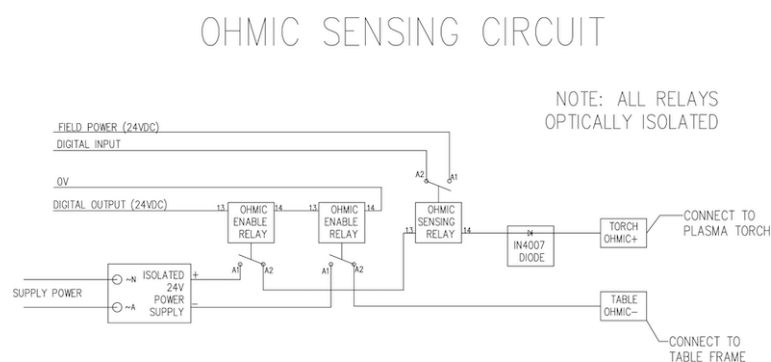 OHMIC SENSING CIRCUIT
NOTE: ALL RELAYS
OPTICALLY ISOLATED
FIELD POWER (24VDC)
DIGITAL INPUT
A2
A1
0V
DIGITAL OUTPUT (24VDC)
13
OHMIC
ENABLE
RELAY
14
13
OHMIC
ENABLE
RELAY
14
13
OHMIC
SENSING
RELAY
14
IN4007
DIODE
TORCH
OHMIC+
CONNECT TO
PLASMA TORCH
A1
A2
A1
A2
SUPPLY POWER
~N
~A
ISOLATED
24V
POWER
SUPPLY
+
-
TABLE
OHMIC-
CONNECT TO
TABLE FRAME